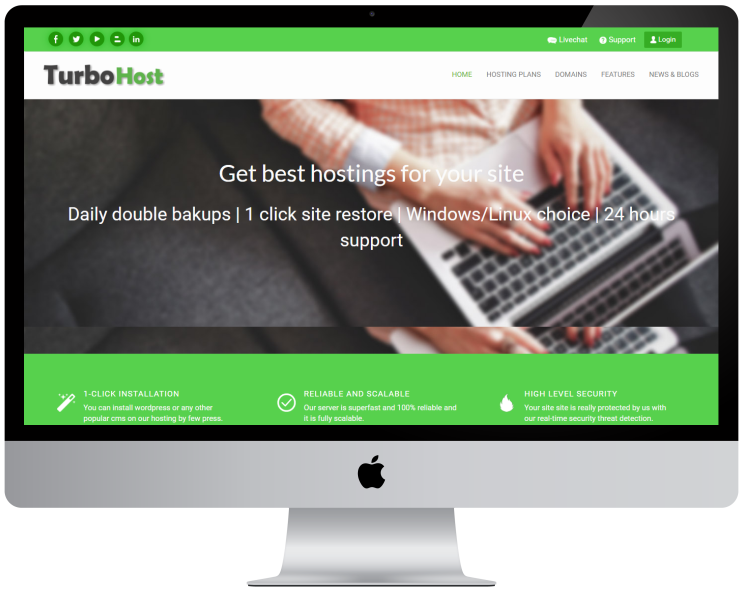 Livechat Support Login
TurboHost
HOME HOSTING PLANS DOMAINS FEATURES NEWS & BLOGS
Get best hostings for your site
Daily double bakups | 1 click site restore | Windows/Linux choice | 24 hours
support
1-CLICK INSTALLATION
You can install wordpress or any other
popular cms on our hosting by few press.
RELIABLE AND SCALABLE
Our server is superfast and 100% reliable and
it is fully scalable.
HIGH LEVEL SECURITY
Your site site is really protected by us with
our real-time security threat detection.